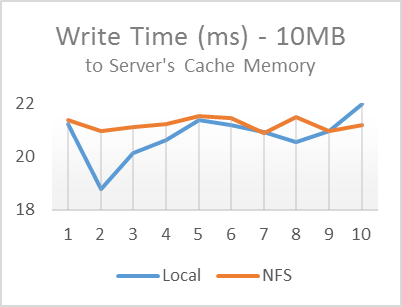 Write Time (ms) - 10MB
to Server's Cache Memory
22
20
18
1 2 3 4 5 6 7 8 9 10
Local NFS